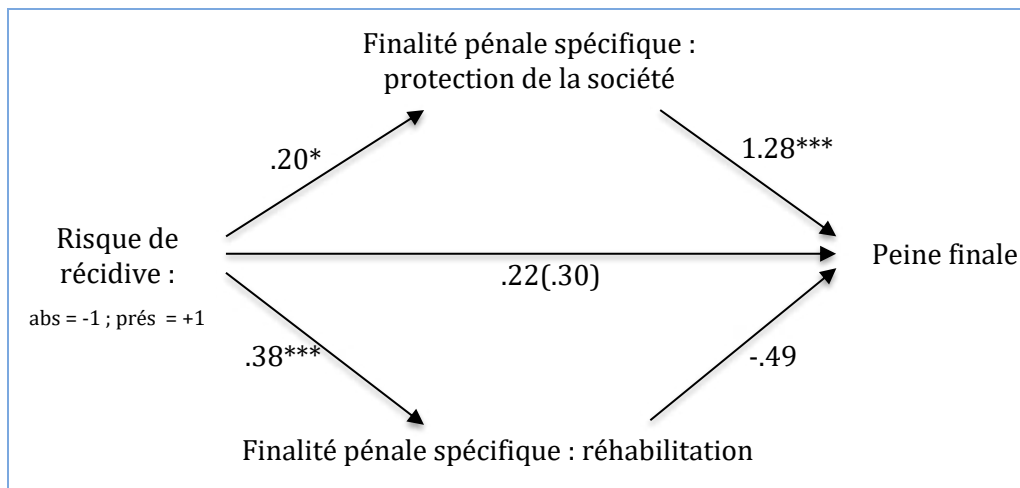 Finalité pénale spécifique :
protection de la société
.20*
1.28***
Risque de
récidive :
abs = -1 ; prés = +1
.22(.30)
Peine finale
.38***
-.49
Finalité pénale spécifique : réhabilitation